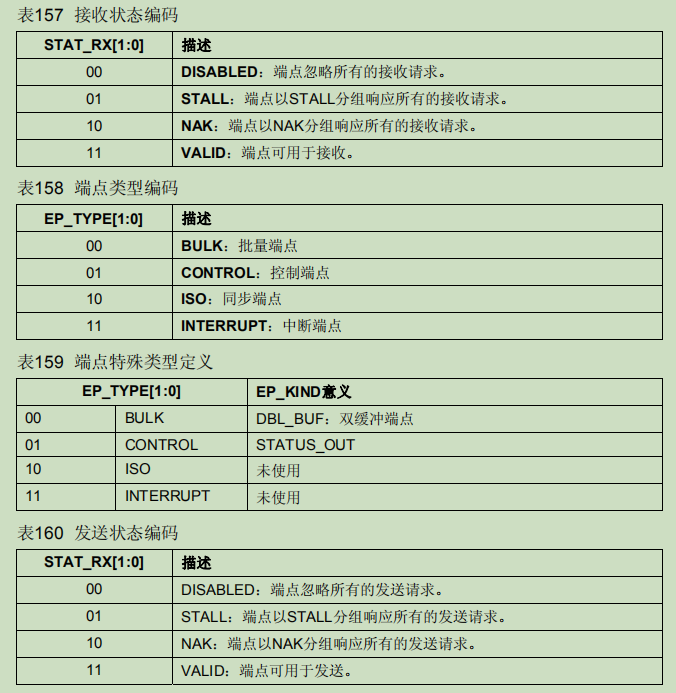 表157 接收状态编码
STAT_RX[1:0] 描述
00 DISABLED：端点忽略所有的接收请求。
01 STALL：端点以STALL分组响应所有的接收请求。
10 NAK：端点以NAK分组响应所有的接收请求。
11 VALID：端点可用于接收。
表158 端点类型编码
EP_TYPE[1:0] 描述
00 BULK：批量端点
01 CONTROL：控制端点
10 ISO：同步端点
11 INTERRUPT：中断端点
表159 端点特殊类型定义
EP_TYPE[1:0] EP_KIND意义
00 BULK DBL_BUF：双缓冲端点
01 CONTROL STATUS_OUT
10 ISO 未使用
11 INTERRUPT 未使用
表160 发送状态编码
STAT_RX[1:0] 描述
00 DISABLED：端点忽略所有的发送请求。
01 STALL：端点以STALL分组响应所有的发送请求。
10 NAK：端点以NAK分组响应所有的发送请求。
11 VALID：端点可用于发送。